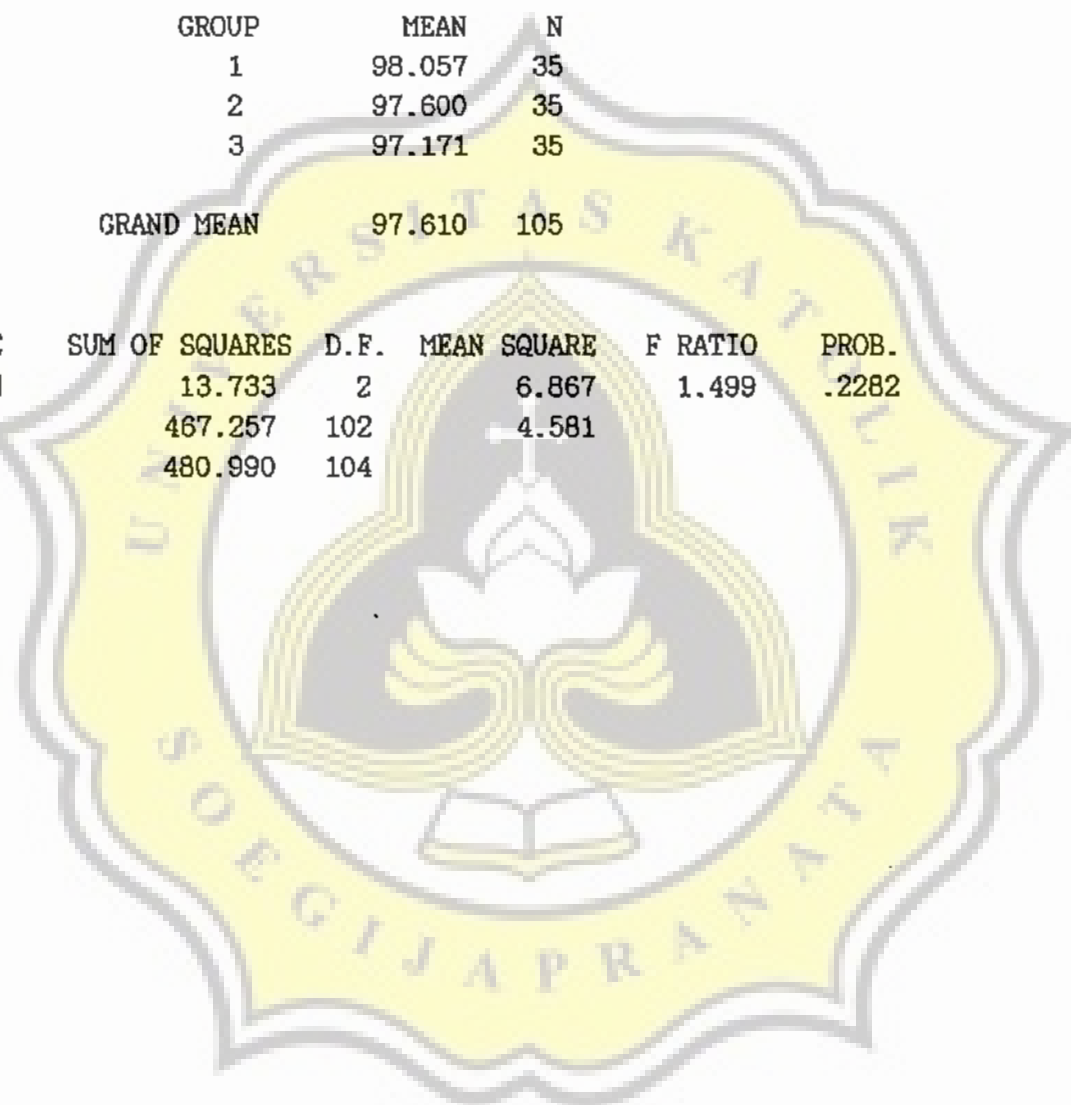 GROUP MEAN N
1 98.057 35
2 97.600 35
3 97.171 35
GRAND MEAN 97.610 105
SUM OF SQUARES D.F. MEAN SQUARE F RATIO PROB.
13.733 2 6.867 1.499 .2282
467.257 102 4.581
480.990 104
UNIVERSITAS KATOLIK
SOEGIJAPRANATA